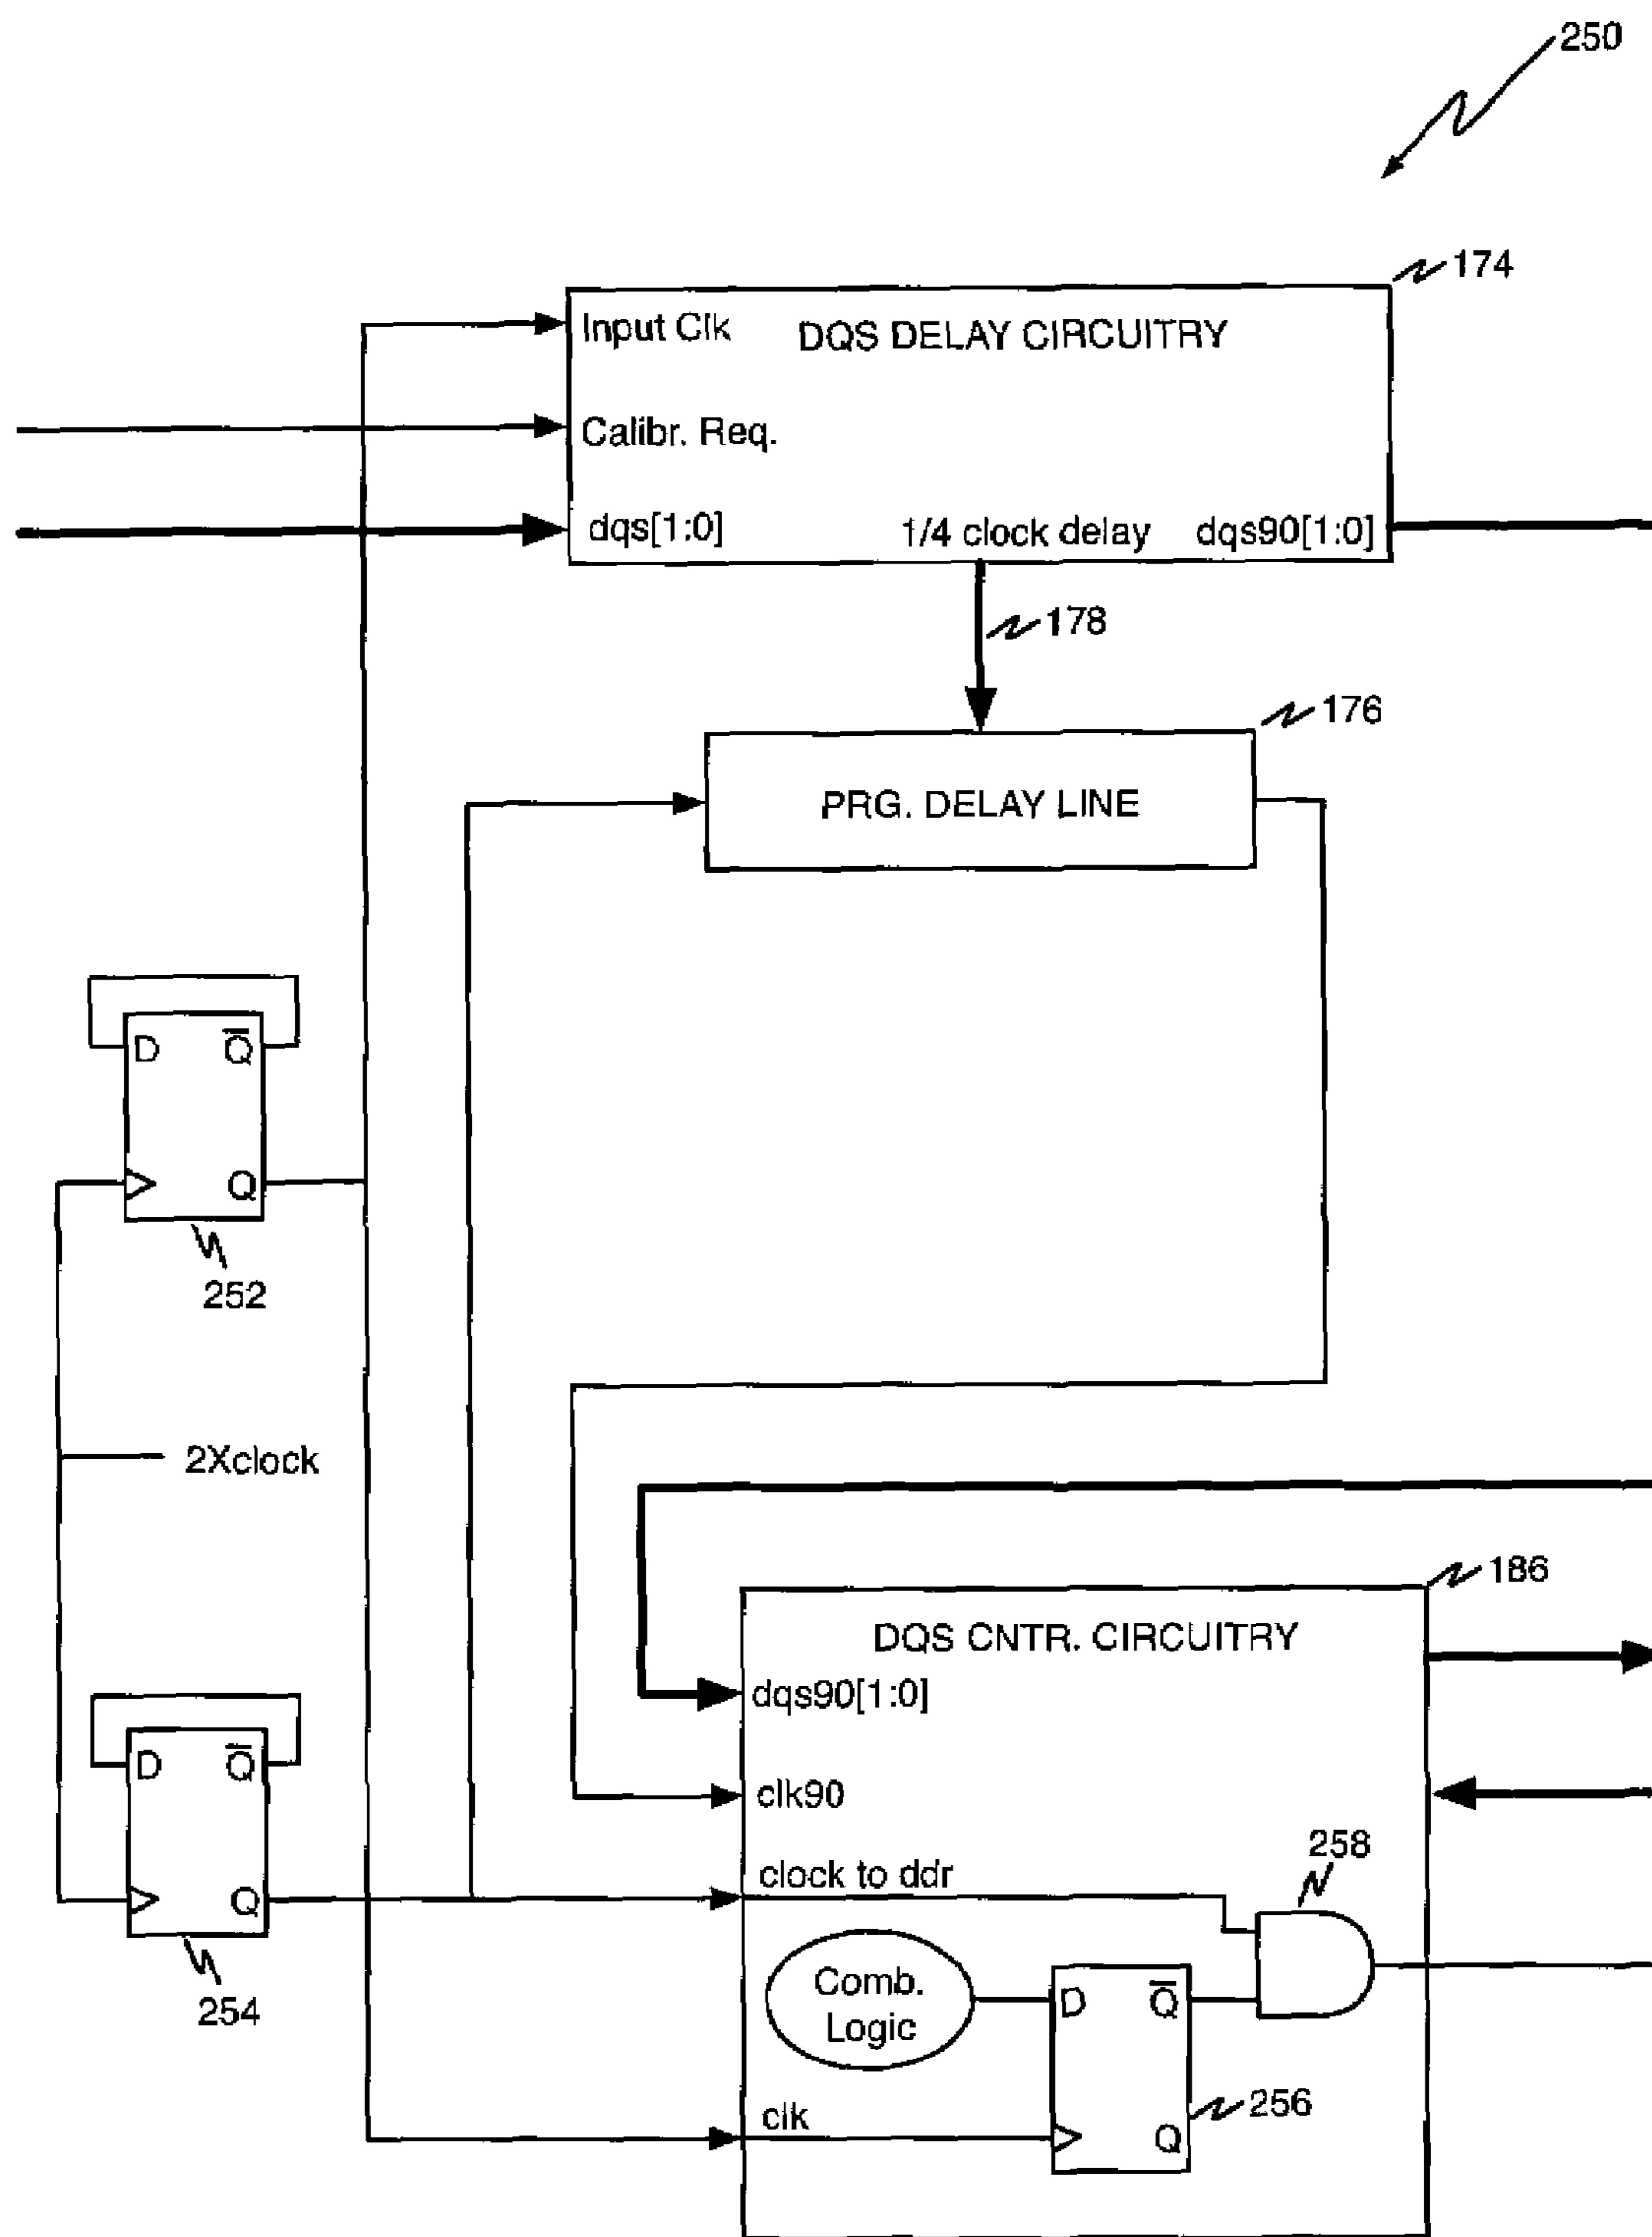 250
174
Input Clk
DQS DELAY CIRCUITRY
Calibr. Req.
dqs[1:0]
1/4 clock delay
dqs90[1:0]
178
176
PRG. DELAY LINE
D
Q̅
Q
252
2Xclock
186
DQS CNTR. CIRCUITRY
dqs90[1:0]
D
Q̅
clk90
258
clock to ddr
Q
254
Comb.
Logic
D
Q̅
clk
256
Q